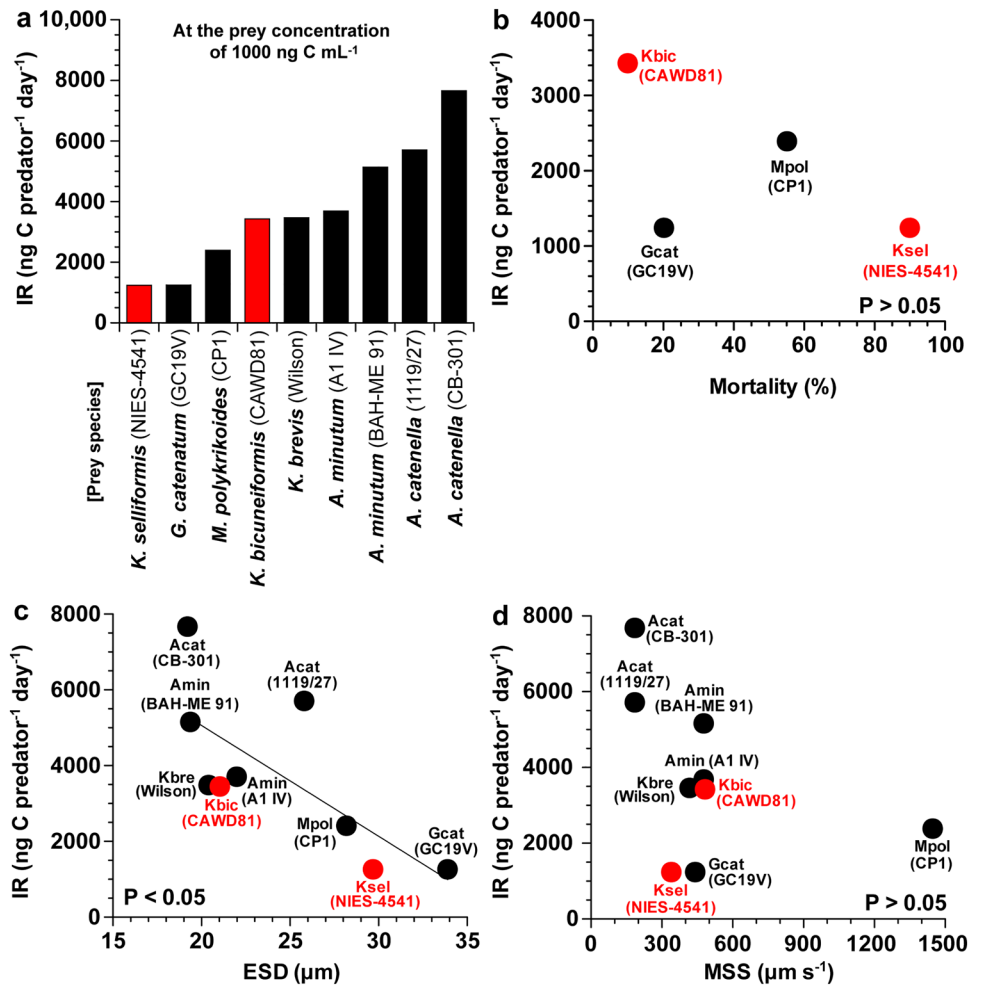 a
10,000
8000
6000
4000
2000
0
IR (ng C predator-1 day-1)
At the prey concentration
of 1000 ng C mL-1
[Prey species]
K. selliformis (NIES-4541)
G. catenatum (GC19V)
M. polykrikoides (CP1)
K. bicuneiformis (CAWD81)
K. brevis (Wilson)
A. minutum (A1 IV)
A. minutum (BAH-ME 91)
A. catenella (1119/27)
A. catenella (CB-301)
b
4000
3000
2000
1000
0
IR (ng C predator-1 day-1)
Kbic
(CAWD81)
Mpol
(CP1)
Gcat
(GC19V)
Ksel
(NIES-4541)
P > 0.05
0 20 40 60 80 100
Mortality (%)
c
8000
6000
4000
2000
0
IR (ng C predator-1 day-1)
Acat
(CB-301)
Amin
(BAH-ME 91)
Acat
(1119/27)
Kbre
(Wilson)
Kbic
(CAWD81)
Amin
(A1 IV)
Mpol
(CP1)
Gcat
(GC19V)
Ksel
(NIES-4541)
P < 0.05
15 20 25 30 35
ESD (µm)
d
8000
6000
4000
2000
0
IR (ng C predator-1 day-1)
Acat
(CB-301)
Acat
(1119/27)
Amin
(BAH-ME 91)
Amin (A1 IV)
Kbre
(Wilson)
Kbic
(CAWD81)
Mpol
(CP1)
Gcat
(GC19V)
Ksel
(NIES-4541)
P > 0.05
0 300 600 900 1200 1500
MSS (µm s-1)